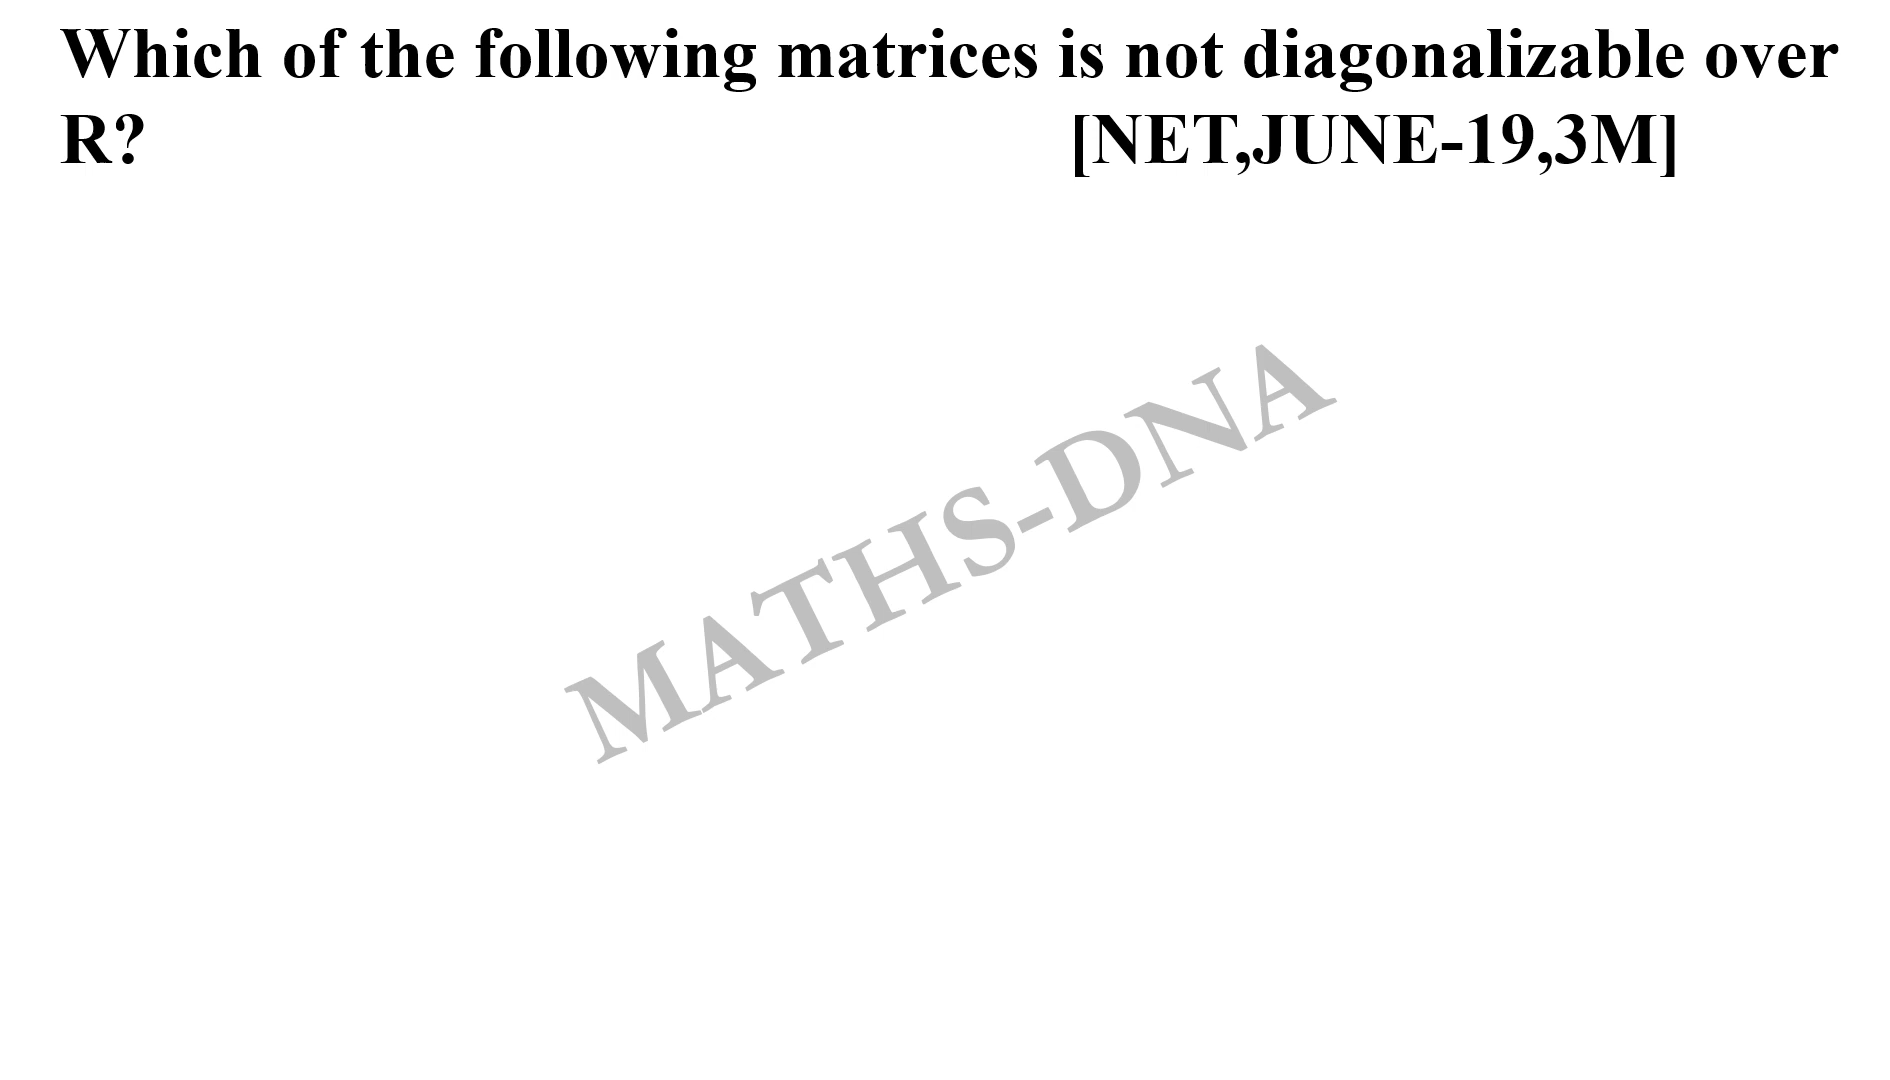 Which of the following matrices is not diagonalizable over
R? [NET,JUNE-19,3M]
MATHS-DNA